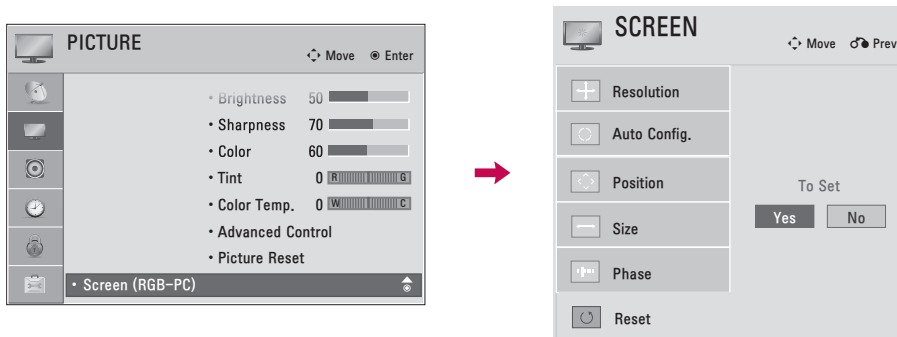 PICTURE
Move Enter
• Brightness 50
• Sharpness 70
• Color 60
• Tint 0 R G
• Color Temp. 0 W C
• Advanced Control
• Picture Reset
• Screen (RGB-PC)
SCREEN
Move Prev
Resolution
Auto Config.
Position
Size
Phase
Reset
To Set
Yes No